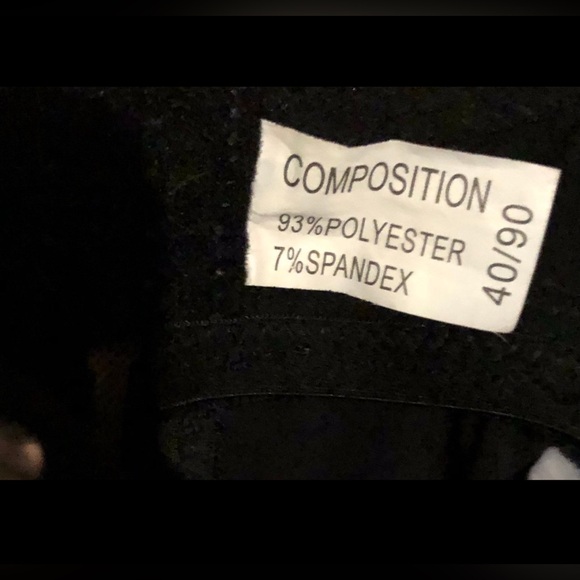 COMPOSITION
93%POLYESTER
7%SPANDEX
40/90